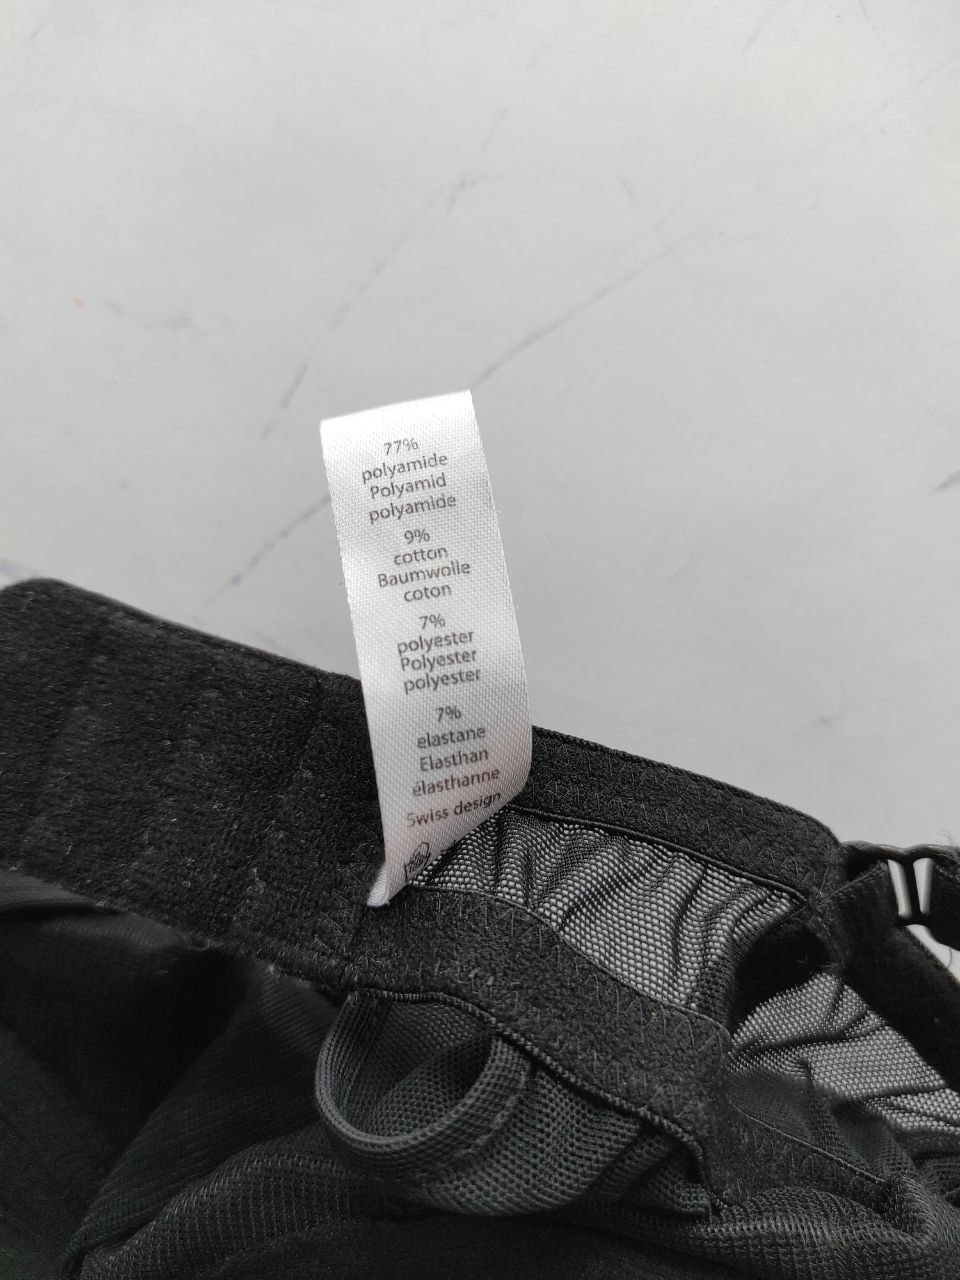 77%
polyamide
Polyamid
polyamide
9%
cotton
Baumwolle
coton
7%
polyester
Polyester
polyester
7%
elastane
Elasthan
élasthanne
Swiss design